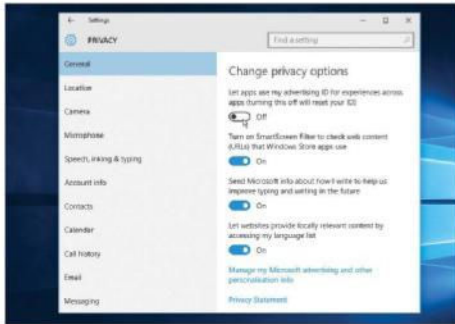 Settings
PRIVACY
Find a setting
General
Location
Camera
Microphone
Speech, inking & typing
Account info
Contacts
Calendar
Call history
Email
Messaging
Change privacy options
Let apps use my advertising ID for experiences across
apps (turning this off will reset your ID)
Off
Turn on SmartScreen Filter to check web content
(URLs) that Windows Store apps use
On
Send Microsoft info about how I write to help us
improve typing and writing in the future
On
Let websites provide locally relevant content by
accessing my language list
On
Manage my Microsoft advertising and other
personalisation info
Privacy Statement